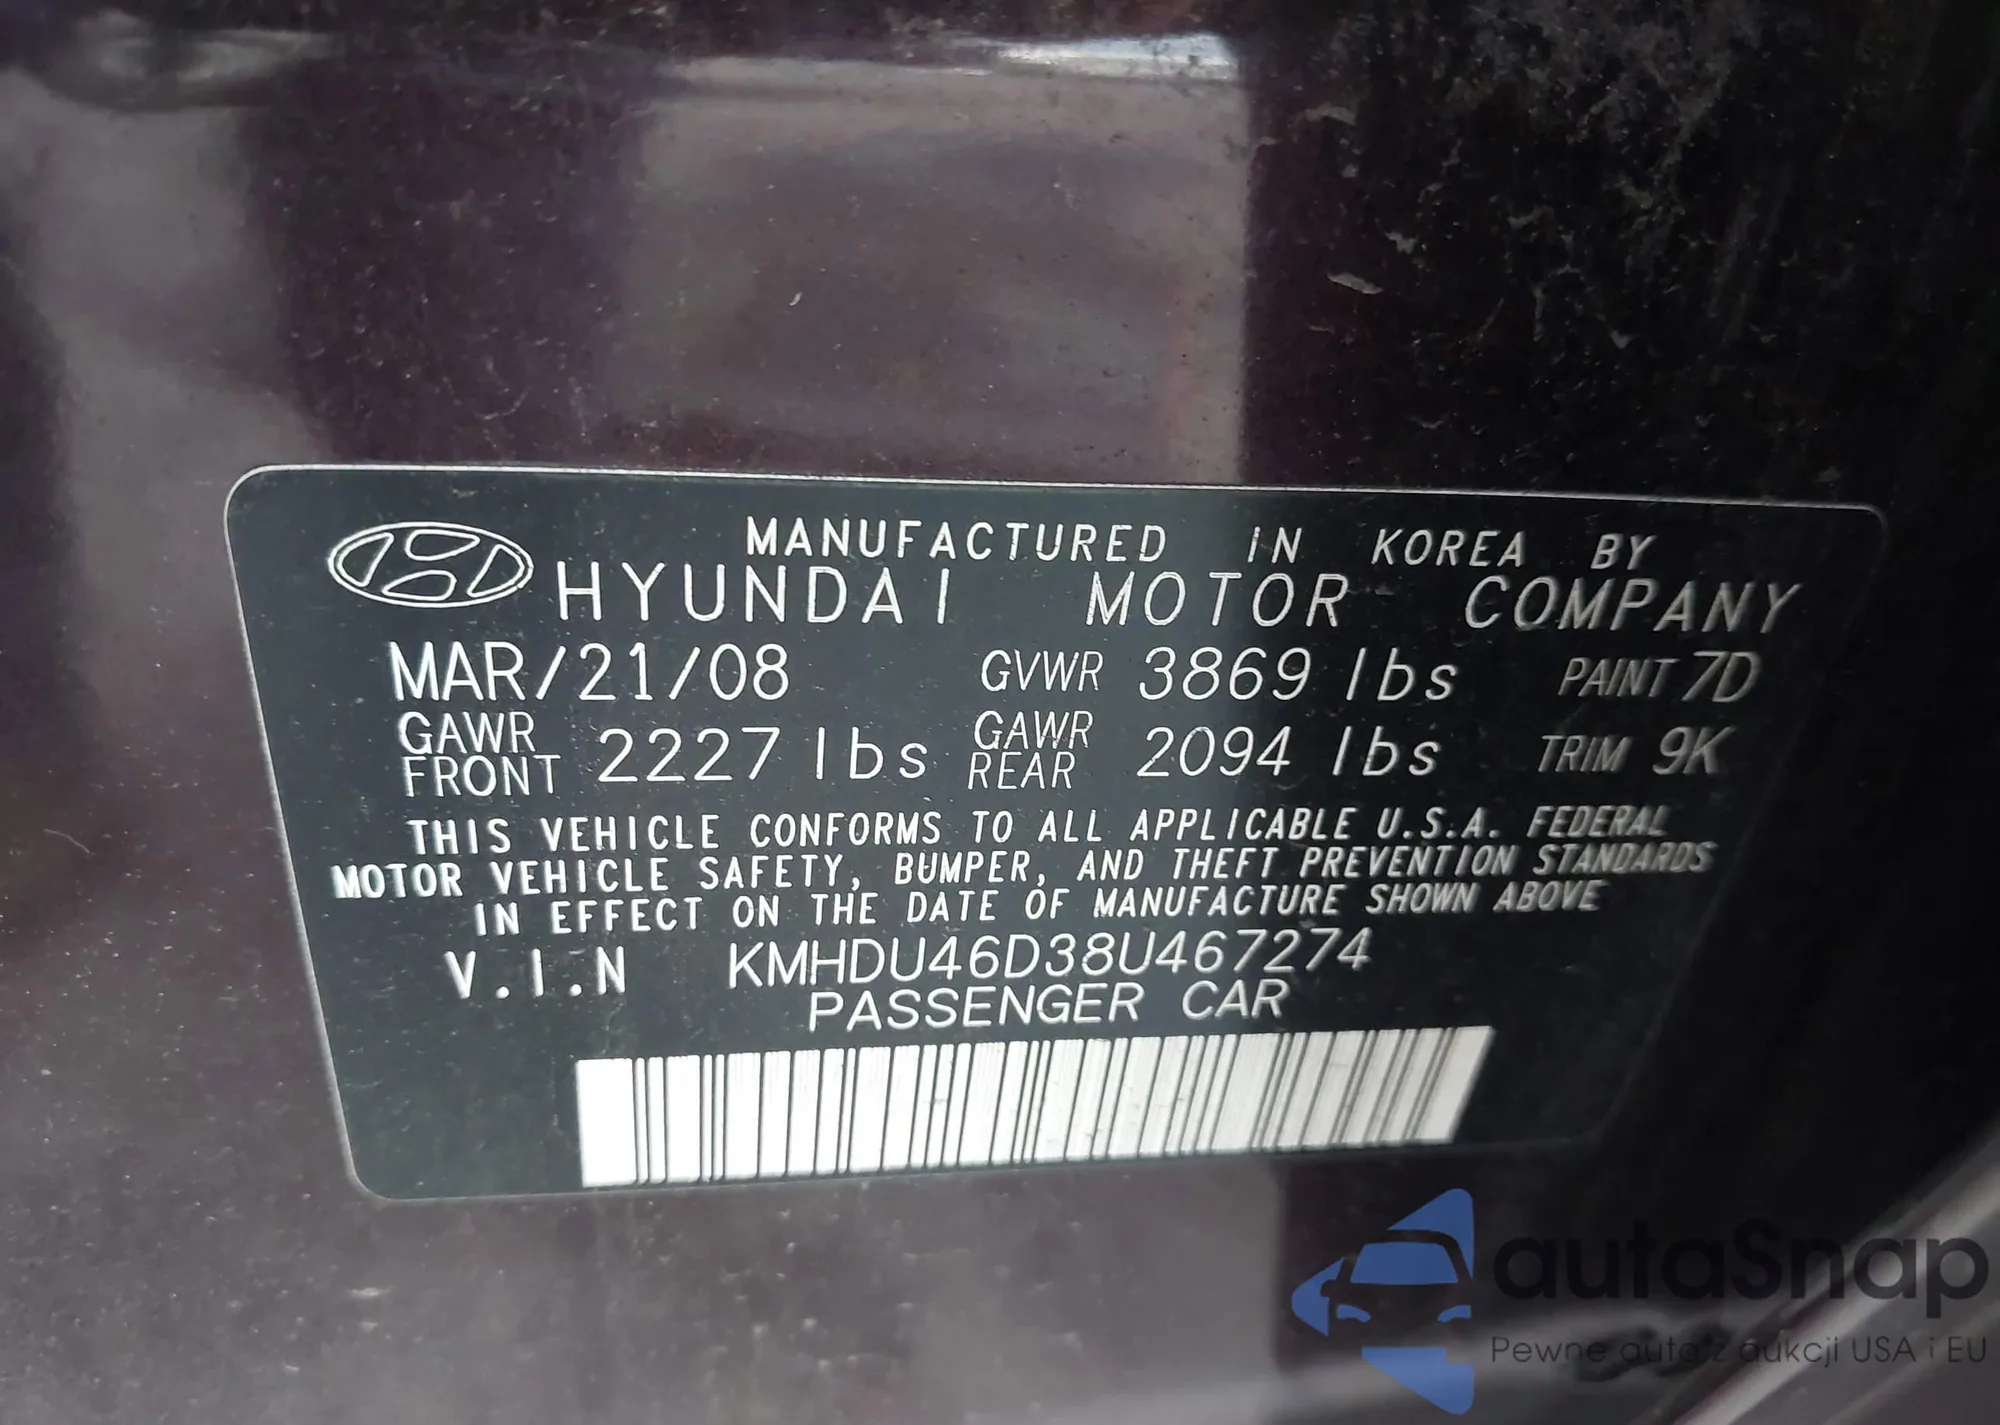 MANUFACTURED IN KOREA BY
HYUNDAI MOTOR COMPANY
MAR/21/08 GVWR 3869 lbs PAINT 7D
GAWR FRONT 2227 lbs GAWR REAR 2094 lbs TRIM 9K
THIS VEHICLE CONFORMS TO ALL APPLICABLE U.S.A. FEDERAL
MOTOR VEHICLE SAFETY, BUMPER, AND THEFT PREVENTION STANDARDS
IN EFFECT ON THE DATE OF MANUFACTURE SHOWN ABOVE
V.I.N KMHDU46D38U467274
PASSENGER CAR
autaSnap
Pewne auta z aukcji USA i EU